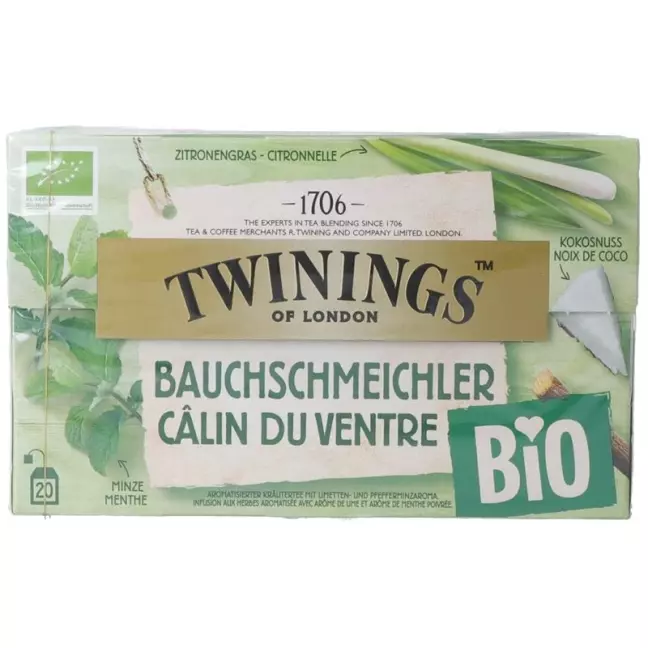 ZITRONENGRAS - CITRONNELLE
-1706-
THE EXPERTS IN TEA BLENDING SINCE 1706
TEA & COFFEE MERCHANTS R. TWINING AND COMPANY LIMITED. LONDON.
KOKOSNUSS
NOIX DE COCO
TWININGS™
OF LONDON
BAUCHSCHMEICHLER
CÂLIN DU VENTRE
BIO
20
MINZE
MENTHE
AROMATISIERTER KRÄUTERTEE MIT LIMETTEN- UND PFEFFERMINZAROMA.
INFUSION AUX HERBES AROMATISÉE AVEC ARÔME DE LIME ET ARÔME DE MENTHE POIVRÉE.